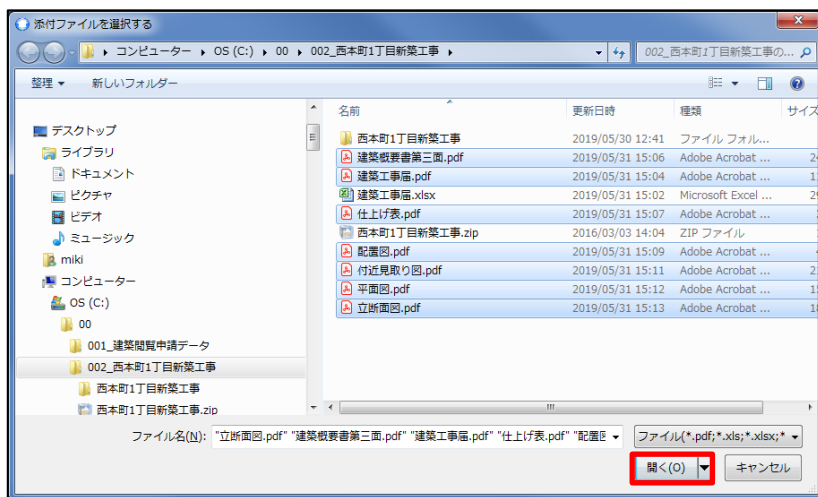 添付ファイルを選択する
コンピューター ▸ OS (C:) ▸ 00 ▸ 002_西本町1丁目新築工事 ▸
002_西本町1丁目新築工事の...
整理 ▼ 新しいフォルダー
名前 更新日時 種類 サイズ
デスクトップ
ライブラリ
ドキュメント
ピクチャ
ビデオ
ミュージック
miki
コンピューター
OS (C:)
00
001_建築閲覧申請データ
002_西本町1丁目新築工事
西本町1丁目新築工事
西本町1丁目新築工事.zip
西本町1丁目新築工事 2019/05/30 12:41 ファイル フォル...
建築概要書第三面.pdf 2019/05/31 15:06 Adobe Acrobat ...
建築工事届.pdf 2019/05/31 15:04 Adobe Acrobat ...
建築工事届.xlsx 2019/05/31 15:02 Microsoft Excel ...
仕上げ表.pdf 2019/05/31 15:07 Adobe Acrobat ...
西本町1丁目新築工事.zip 2016/03/03 14:04 ZIP ファイル
配置図.pdf 2019/05/31 15:09 Adobe Acrobat ...
付近見取り図.pdf 2019/05/31 15:11 Adobe Acrobat ...
平面図.pdf 2019/05/31 15:12 Adobe Acrobat ...
立断面図.pdf 2019/05/31 15:13 Adobe Acrobat ...
ファイル名(N): "立断面図.pdf" "建築概要書第三面.pdf" "建築工事届.pdf" "仕上げ表.pdf" "配置
ファイル(*.pdf;*.xls;*.xlsx;*
開く(O) キャンセル